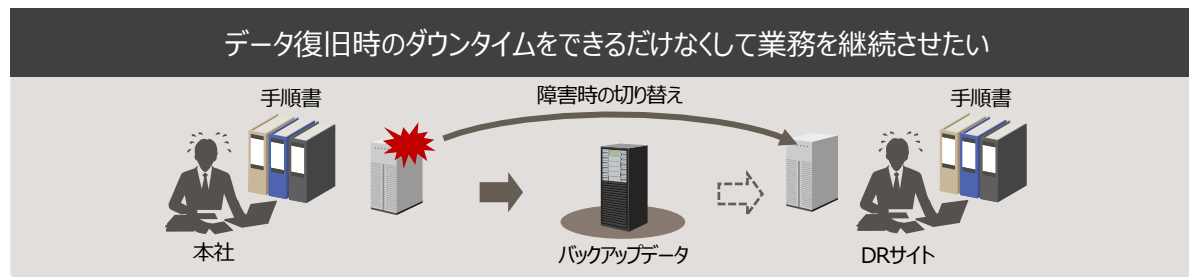 データ復旧時のダウンタイムをできるだけなくして業務を継続させたい
手順書
障害時の切り替え
手順書
本社
バックアップデータ
DRサイト